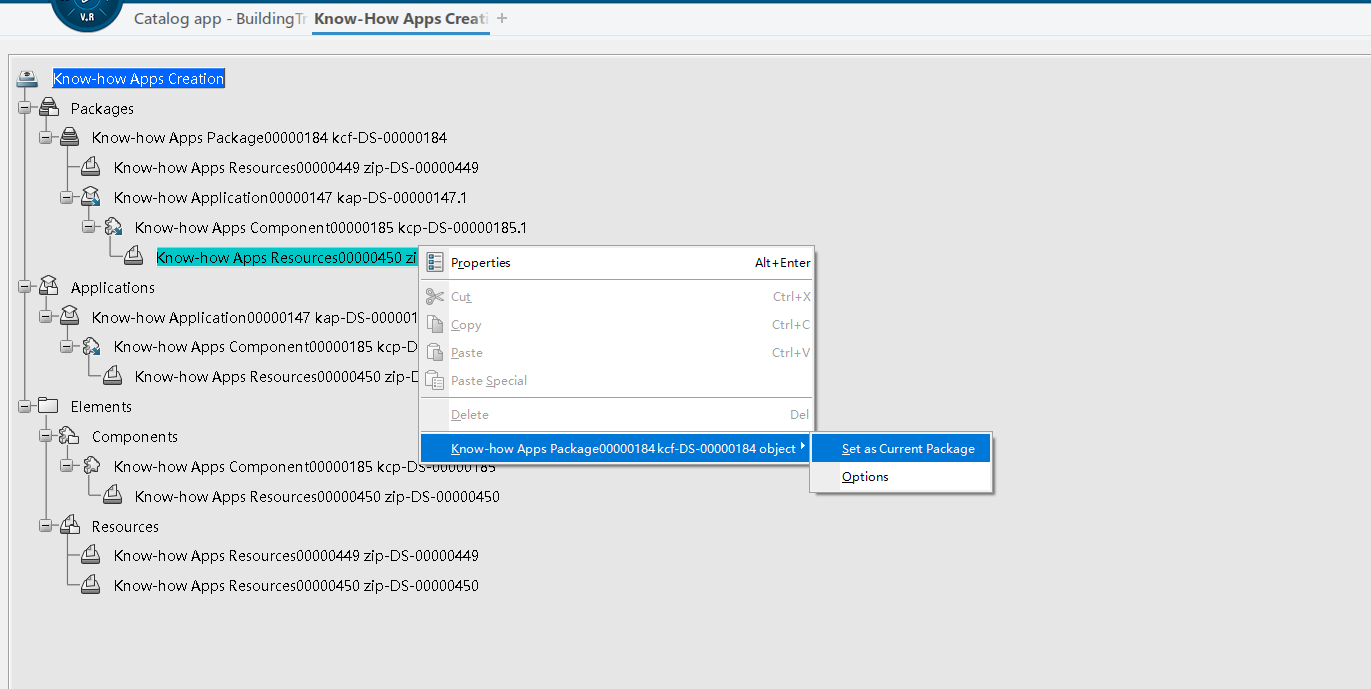 V.R
Catalog app - BuildingTr
Know-How Apps Creati
+
Know-how Apps Creation
Packages
Know-how Apps Package00000184 kcf-DS-00000184
Know-how Apps Resources00000449 zip-DS-00000449
Know-how Application00000147 kap-DS-00000147.1
Know-how Apps Component00000185 kcp-DS-00000185.1
Know-how Apps Resources00000450 zi
Properties Alt+Enter
Cut Ctrl+X
Copy Ctrl+C
Paste Ctrl+V
Paste Special
Delete Del
Know-how Apps Package00000184 kcf-DS-00000184 object
Set as Current Package
Options
Applications
Know-how Application00000147 kap-DS-000001
Know-how Apps Component00000185 kcp-D
Know-how Apps Resources00000450 zip-D
Elements
Components
Know-how Apps Component00000185 kcp-DS-00000185
Know-how Apps Resources00000450 zip-DS-00000450
Resources
Know-how Apps Resources00000449 zip-DS-00000449
Know-how Apps Resources00000450 zip-DS-00000450